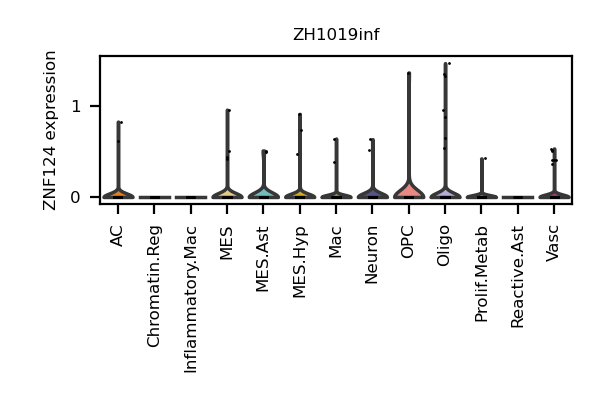 ZH1019inf
ZNF124 expression
1
0
AC
Chromatin.Reg
Inflammatory.Mac
MES
MES.Ast
MES.Hyp
Mac
Neuron
OPC
Oligo
Prolif.Metab
Reactive.Ast
Vasc